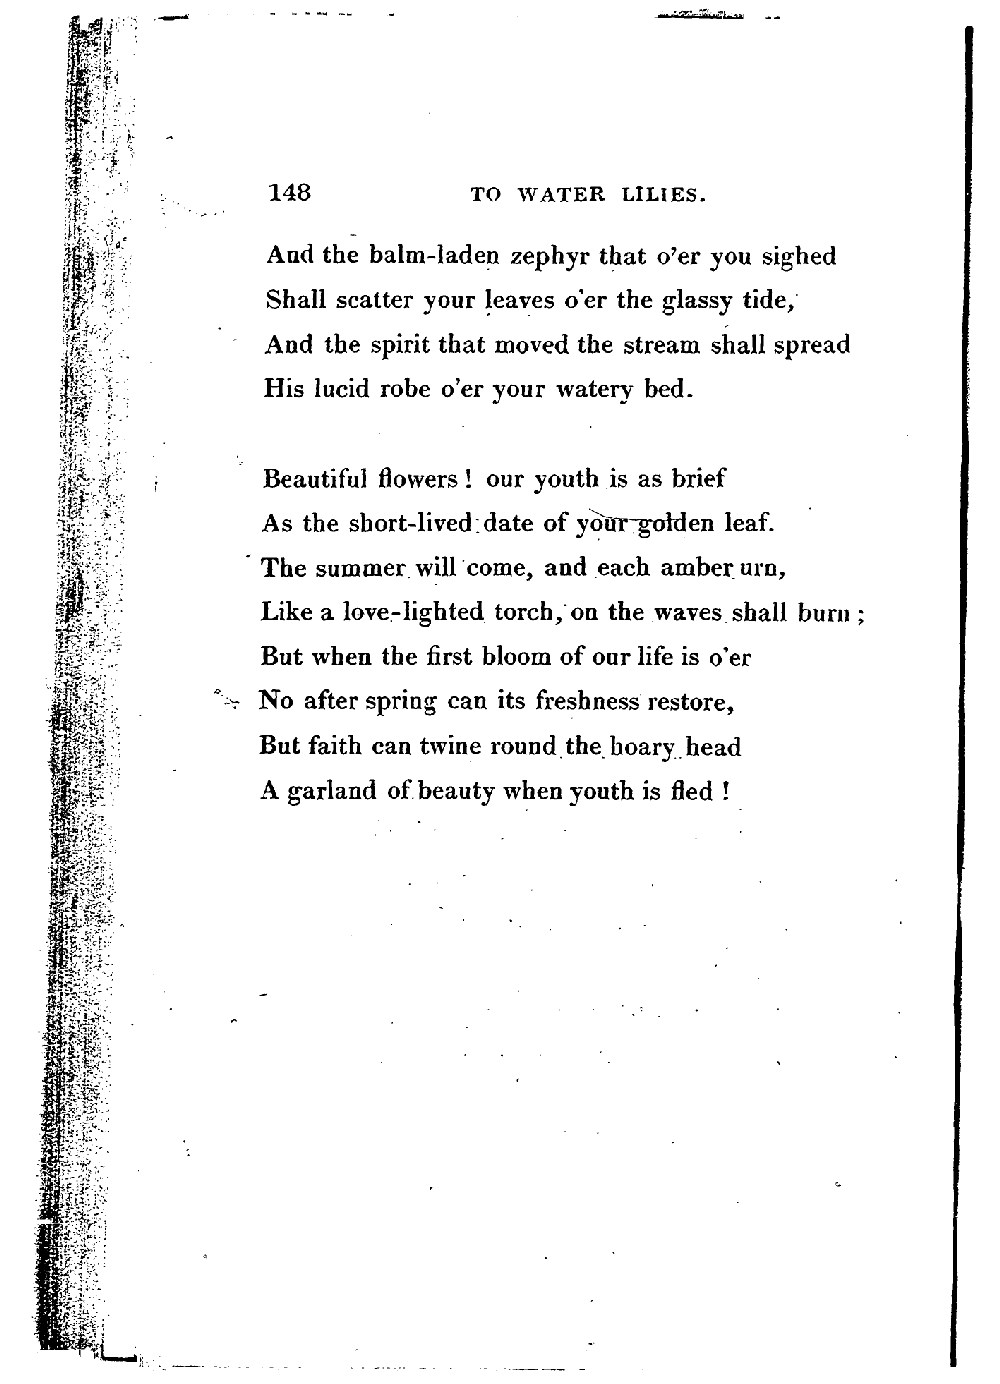 148 TO WATER LILIES.
And the balm-laden zephyr that o'er you sighed
Shall scatter your leaves o'er the glassy tide,
And the spirit that moved the stream shall spread
His lucid robe o'er your watery bed.
Beautiful flowers ! our youth is as brief
As the short-lived date of your golden leaf.
The summer will come, and each amber urn,
Like a love-lighted torch, on the waves shall burn ;
But when the first bloom of our life is o'er
No after spring can its freshness restore,
But faith can twine round the hoary head
A garland of beauty when youth is fled !